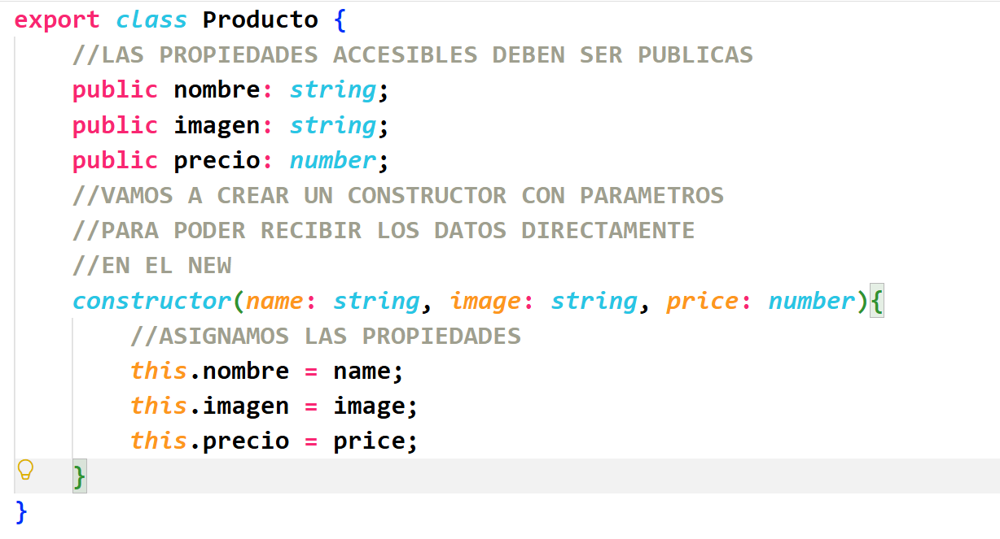 export class Producto {
//LAS PROPIEDADES ACCESIBLES DEBEN SER PUBLICAS
public nombre: string;
public imagen: string;
public precio: number;
//VAMOS A CREAR UN CONSTRUCTOR CON PARAMETROS
//PARA PODER RECIBIR LOS DATOS DIRECTAMENTE
//EN EL NEW
constructor(name: string, image: string, price: number){
//ASIGNAMOS LAS PROPIEDADES
this.nombre = name;
this.imagen = image;
this.precio = price;
}
}